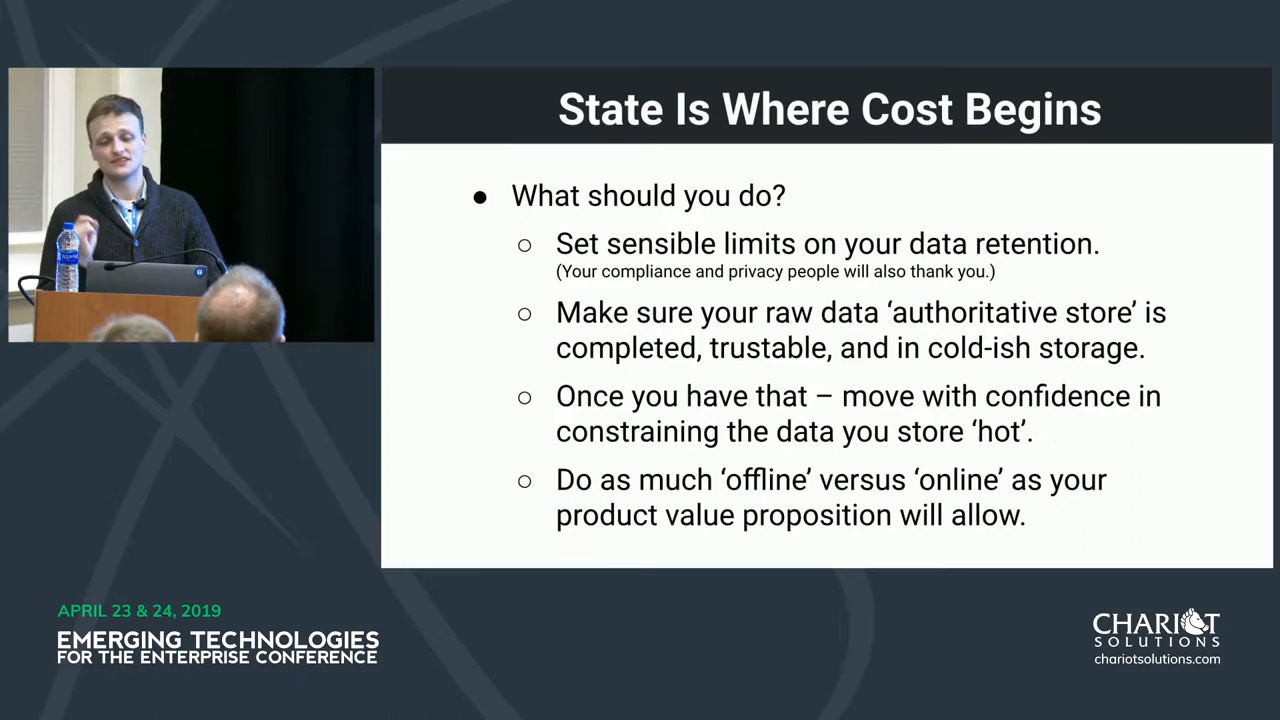 State Is Where Cost Begins
● What should you do?
○ Set sensible limits on your data retention.
(Your compliance and privacy people will also thank you.)
○ Make sure your raw data ‘authoritative store’ is
completed, trustable, and in cold-ish storage.
○ Once you have that – move with confidence in
constraining the data you store ‘hot’.
○ Do as much ‘offline’ versus ‘online’ as your
product value proposition will allow.
APRIL 23 & 24, 2019
EMERGING TECHNOLOGIES
FOR THE ENTERPRISE CONFERENCE
CHARIOT
SOLUTIONS
chariotsolutions.com